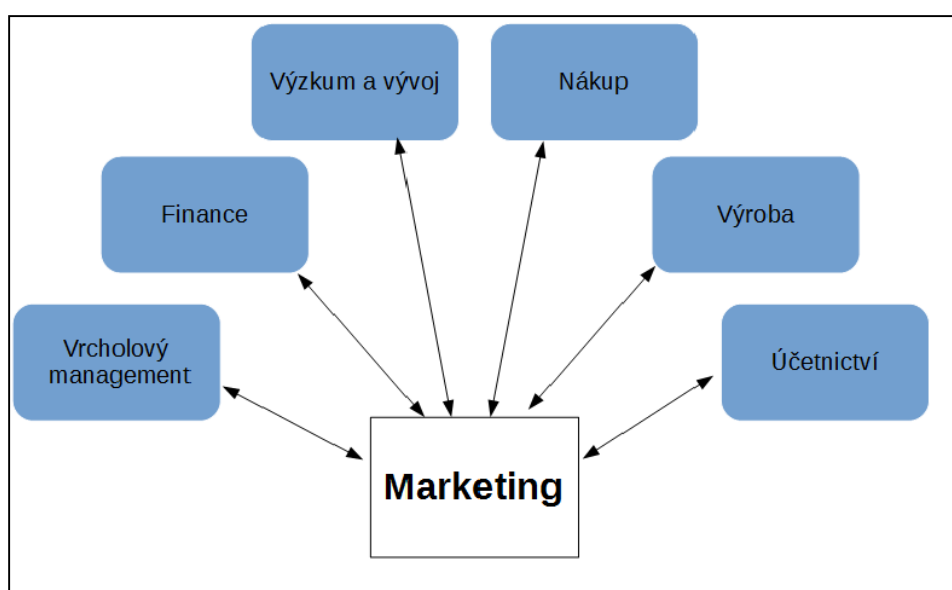 Výzkum a vývoj
Nákup
Finance
Výroba
Vrcholový
management
Účetnictví
Marketing